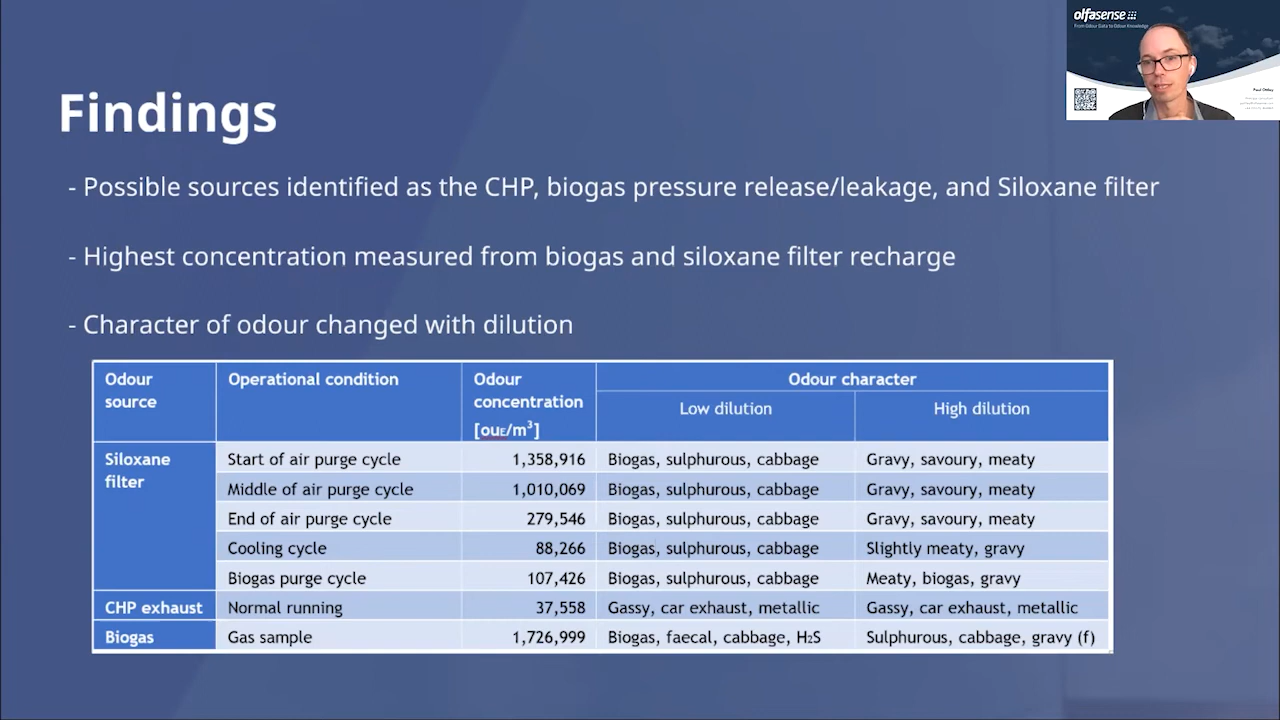 olfasense
From Odour Data to Odour Knowledge
Findings
- Possible sources identified as the CHP, biogas pressure release/leakage, and Siloxane filter
- Highest concentration measured from biogas and siloxane filter recharge
- Character of odour changed with dilution
Odour source Operational condition Odour concentration [ouE/m³] Odour character
Low dilution High dilution
Siloxane filter Start of air purge cycle 1,358,916 Biogas, sulphurous, cabbage Gravy, savoury, meaty
Middle of air purge cycle 1,010,069 Biogas, sulphurous, cabbage Gravy, savoury, meaty
End of air purge cycle 279,546 Biogas, sulphurous, cabbage Gravy, savoury, meaty
Cooling cycle 88,266 Biogas, sulphurous, cabbage Slightly meaty, gravy
Biogas purge cycle 107,426 Biogas, sulphurous, cabbage Meaty, biogas, gravy
CHP exhaust Normal running 37,558 Gassy, car exhaust, metallic Gassy, car exhaust, metallic
Biogas Gas sample 1,726,999 Biogas, faecal, cabbage, H₂S Sulphurous, cabbage, gravy (f)